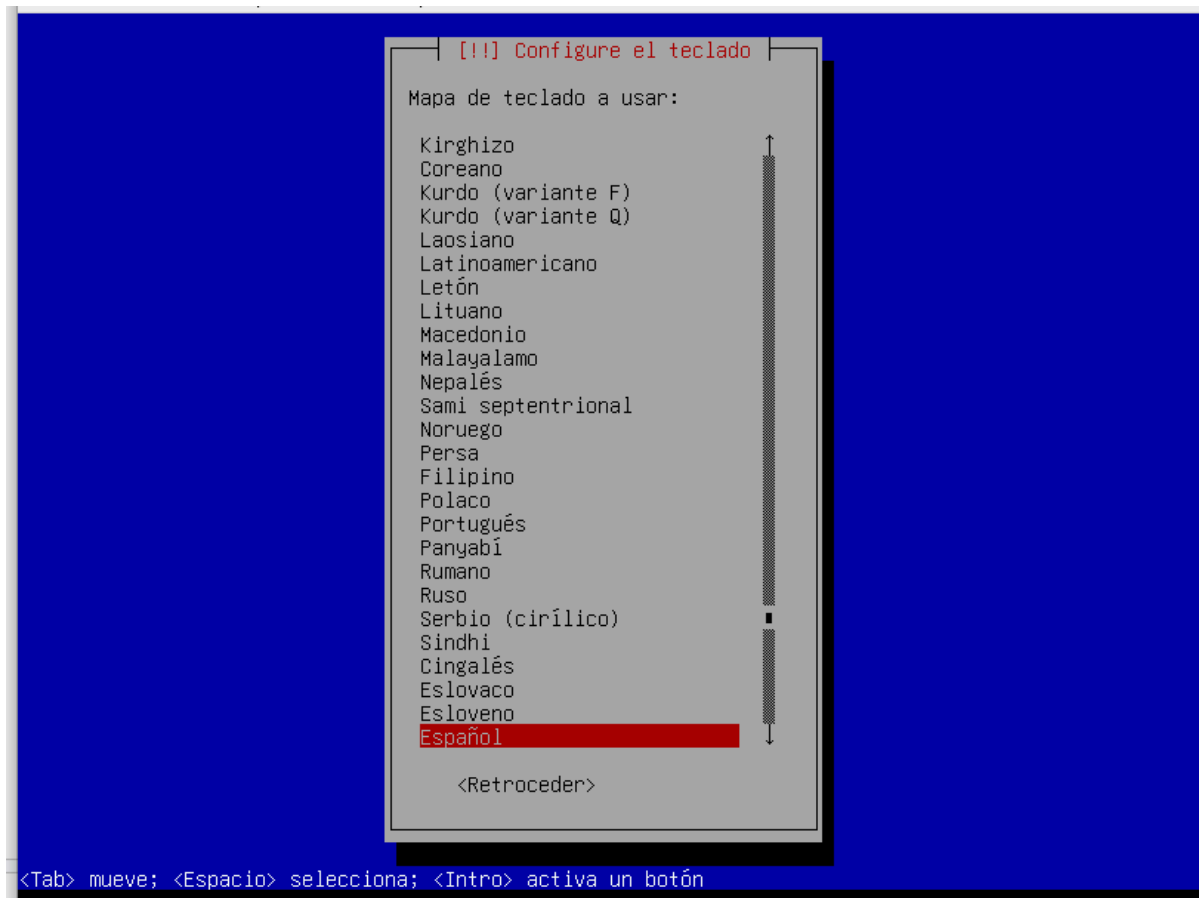 [!!] Configure el teclado
Mapa de teclado a usar:
Kirghizo
Coreano
Kurdo (variante F)
Kurdo (variante Q)
Laosiano
Latinoamericano
Letón
Lituano
Macedonio
Malayalamo
Nepalés
Sami septentrional
Noruego
Persa
Filipino
Polaco
Portugués
Panyabí
Rumano
Ruso
Serbio (cirílico)
Sindhi
Cingalés
Eslovaco
Esloveno
Español
<Retroceder>
<Tab> mueve; <Espacio> selecciona; <Intro> activa un botón